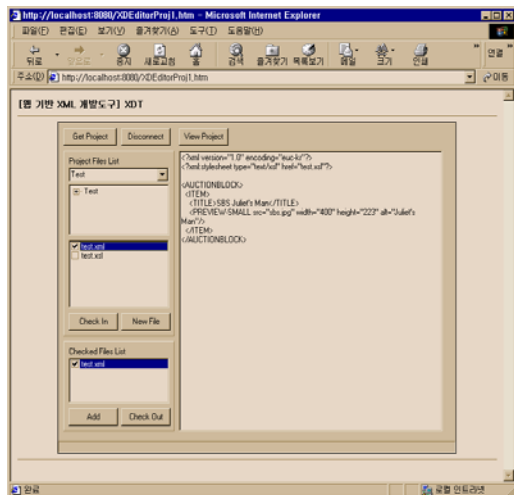 http://localhost:8080/XDEditorProj1.htm - Microsoft Internet Explorer
파일(F) 편집(E) 보기(V) 즐겨찾기(A) 도구(T) 도움말(H)
뒤로 앞으로 중지 새로고침 홈 검색 즐겨찾기 목록보기 메일 크기 인쇄 연결
주소(D) http://localhost:8080/XDEditorProj1.htm 이동
[웹 기반 XML 개발도구] XDT
Get Project Disconnect View Project
Project Files List
Test
Test
test.xml
test.xsl
Check In New File
Checked Files List
test.xml
Add Check Out
<?xml version="1.0" encoding="euc-kr"?>
<?xml:stylesheet type="text/xsl" href="test.xsl"?>
<AUCTIONBLOCK>
<ITEM>
<TITLE>SBS Juliet's Man</TITLE>
<PREVIEW-SMALL src="sbs.jpg" width="400" height="223" alt="Juliet's
Man"/>
</ITEM>
</AUCTIONBLOCK>
완료 로컬 인트라넷